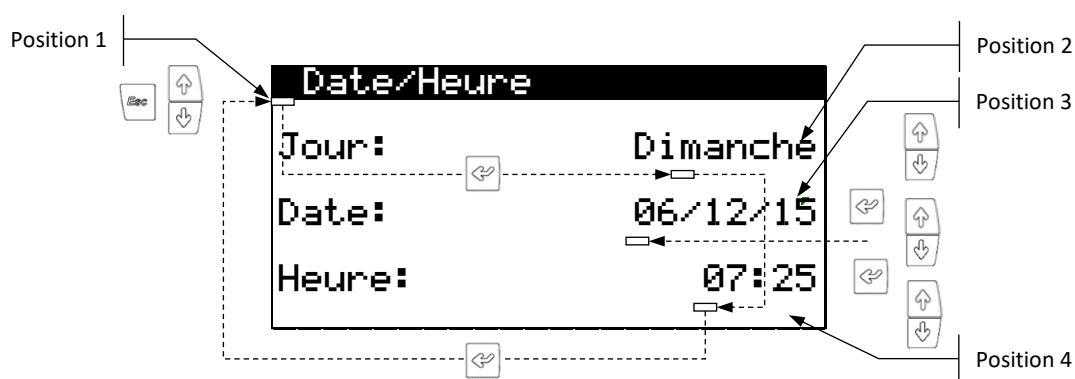 Position 1
Position 2
Date/Heure
Esc
Position 3
Jour: Dimanche
Date: 06/12/15
Heure: 07:25
Position 4